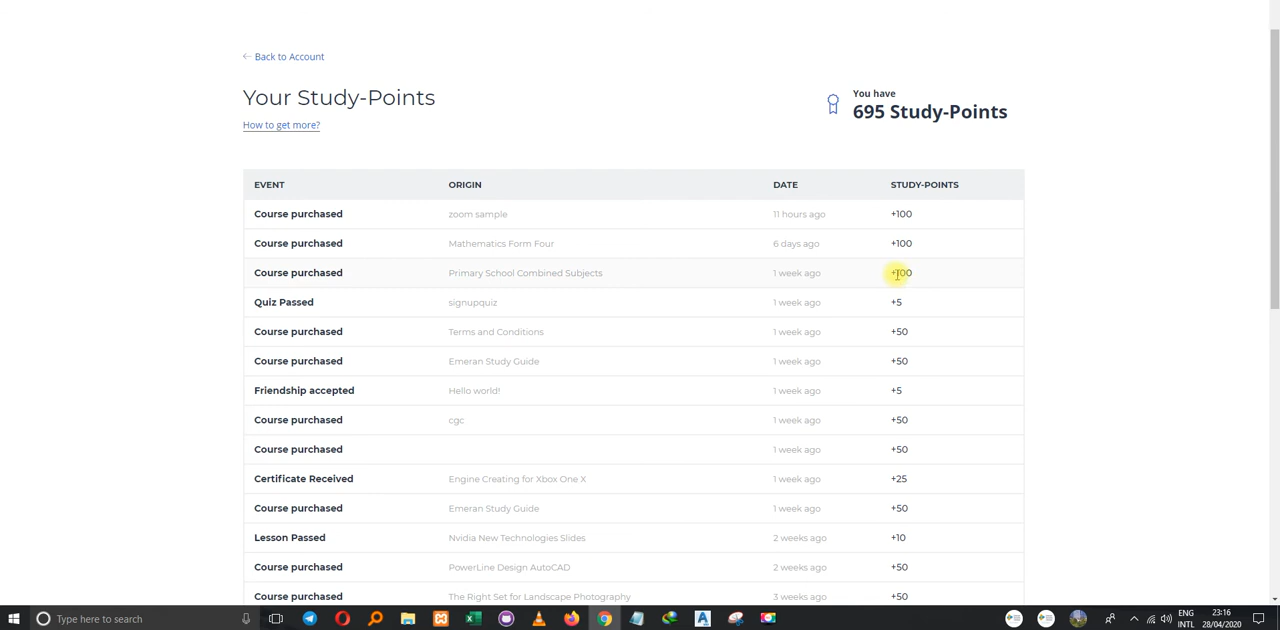 ← Back to Account
Your Study-Points
How to get more?
You have
695 Study-Points
EVENT ORIGIN DATE STUDY-POINTS
Course purchased zoom sample 11 hours ago +100
Course purchased Mathematics Form Four 6 days ago +100
Course purchased Primary School Combined Subjects 1 week ago +100
Quiz Passed signupquiz 1 week ago +5
Course purchased Terms and Conditions 1 week ago +50
Course purchased Emeran Study Guide 1 week ago +50
Friendship accepted Hello world! 1 week ago +5
Course purchased cgc 1 week ago +50
Course purchased 1 week ago +50
Certificate Received Engine Creating for Xbox One X 1 week ago +25
Course purchased Emeran Study Guide 1 week ago +50
Lesson Passed Nvidia New Technologies Slides 2 weeks ago +10
Course purchased PowerLine Design AutoCAD 2 weeks ago +50
Course purchased The Right Set for Landscape Photography 3 weeks ago +50
Type here to search
ENG 23:16
INTL 28/04/2020